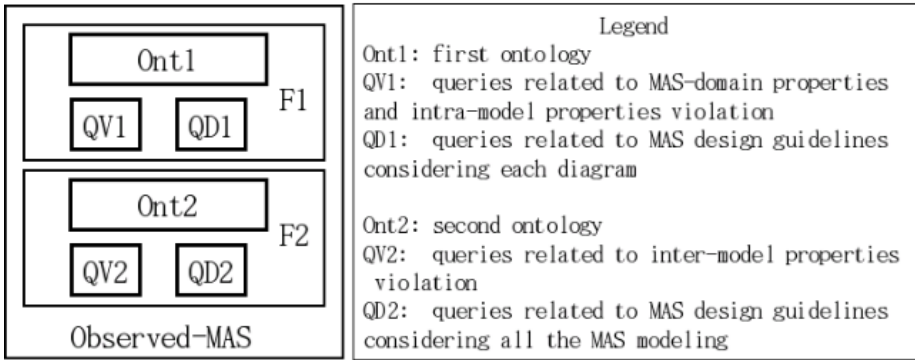 Ont1
F1
QV1
QD1
Ont2
F2
QV2
QD2
Observed-MAS
Legend
Ont1: first ontology
QV1: queries related to MAS-domain properties
and intra-model properties violation
QD1: queries related to MAS design guidelines
considering each diagram
Ont2: second ontology
QV2: queries related to inter-model properties
violation
QD2: queries related to MAS design guidelines
considering all the MAS modeling